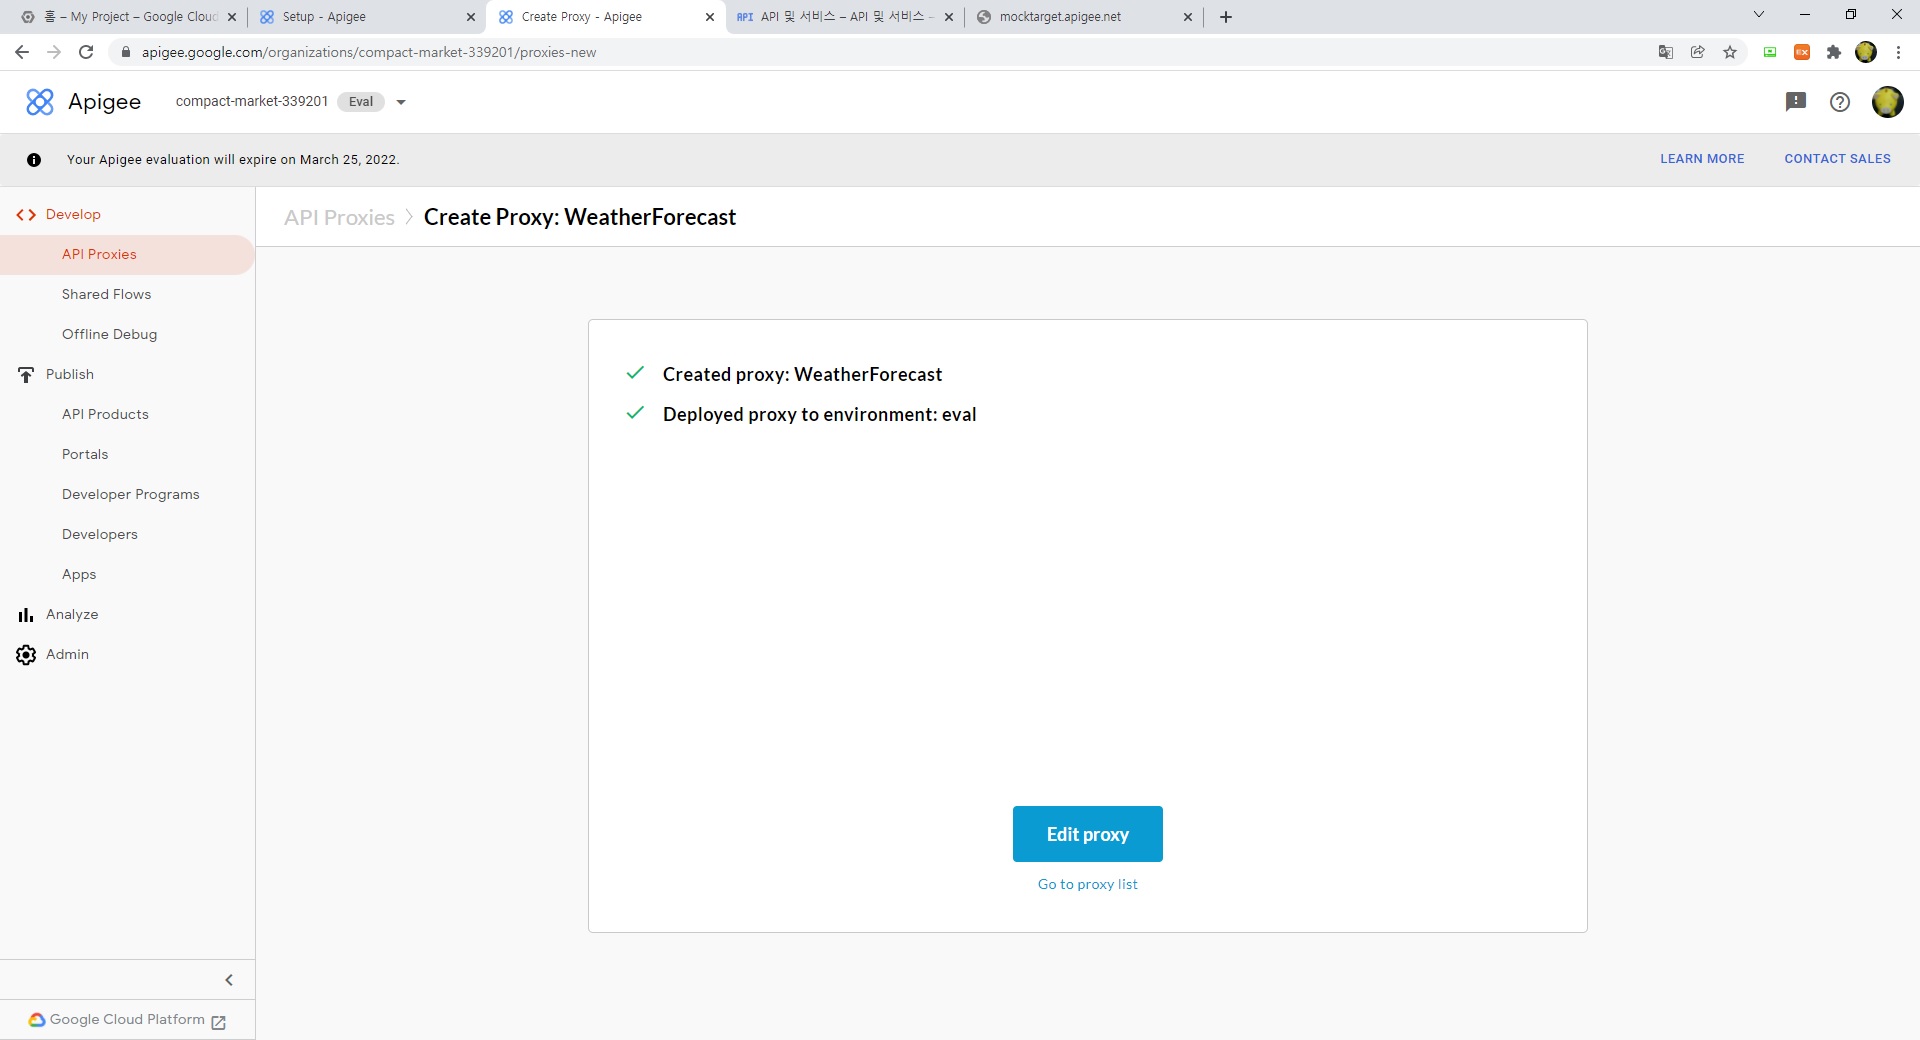 홈 – My Project – Google Cloud
Setup - Apigee
Create Proxy - Apigee
API API 및 서비스 – API 및 서비스 –
mocktarget.apigee.net
apigee.google.com/organizations/compact-market-339201/proxies-new
EX
Apigee
compact-market-339201 Eval
Your Apigee evaluation will expire on March 25, 2022.
LEARN MORE
CONTACT SALES
Develop
API Proxies
Shared Flows
Offline Debug
Publish
API Products
Portals
Developer Programs
Developers
Apps
Analyze
Admin
Google Cloud Platform
API Proxies > Create Proxy: WeatherForecast
Created proxy: WeatherForecast
Deployed proxy to environment: eval
Edit proxy
Go to proxy list